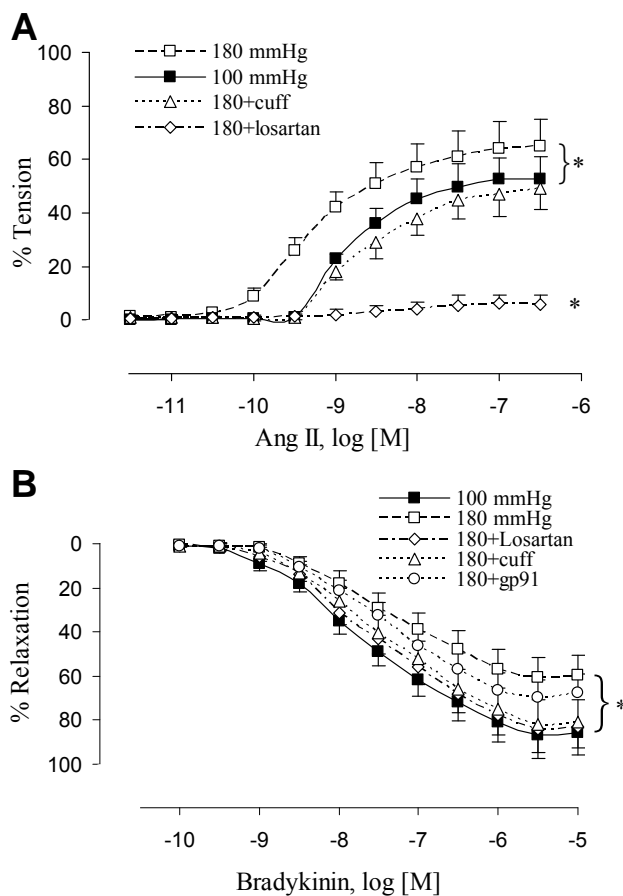 A
100
180 mmHg
100 mmHg
180+cuff
180+losartan
80
60
40
20
0
% Tension
*
*
-11 -10 -9 -8 -7 -6
Ang II, log [M]
B
100 mmHg
180 mmHg
180+Losartan
180+cuff
180+gp91
0
20
40
60
80
100
% Relaxation
*
-10 -9 -8 -7 -6 -5
Bradykinin, log [M]